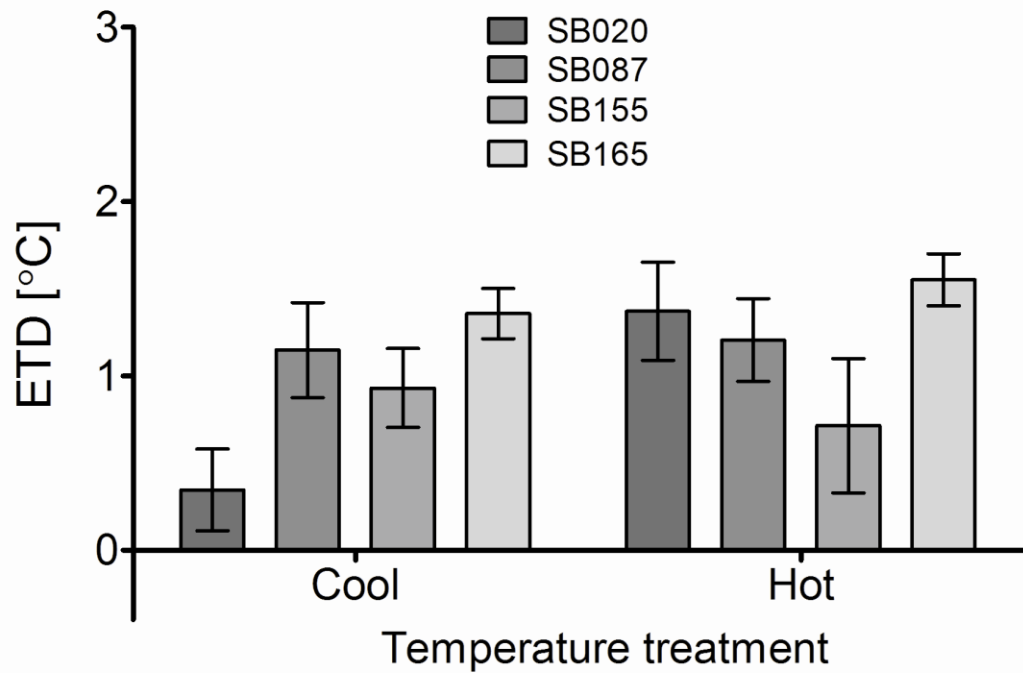 3
SB020
SB087
SB155
SB165
2
ETD [°C]
1
0
Cool Hot
Temperature treatment